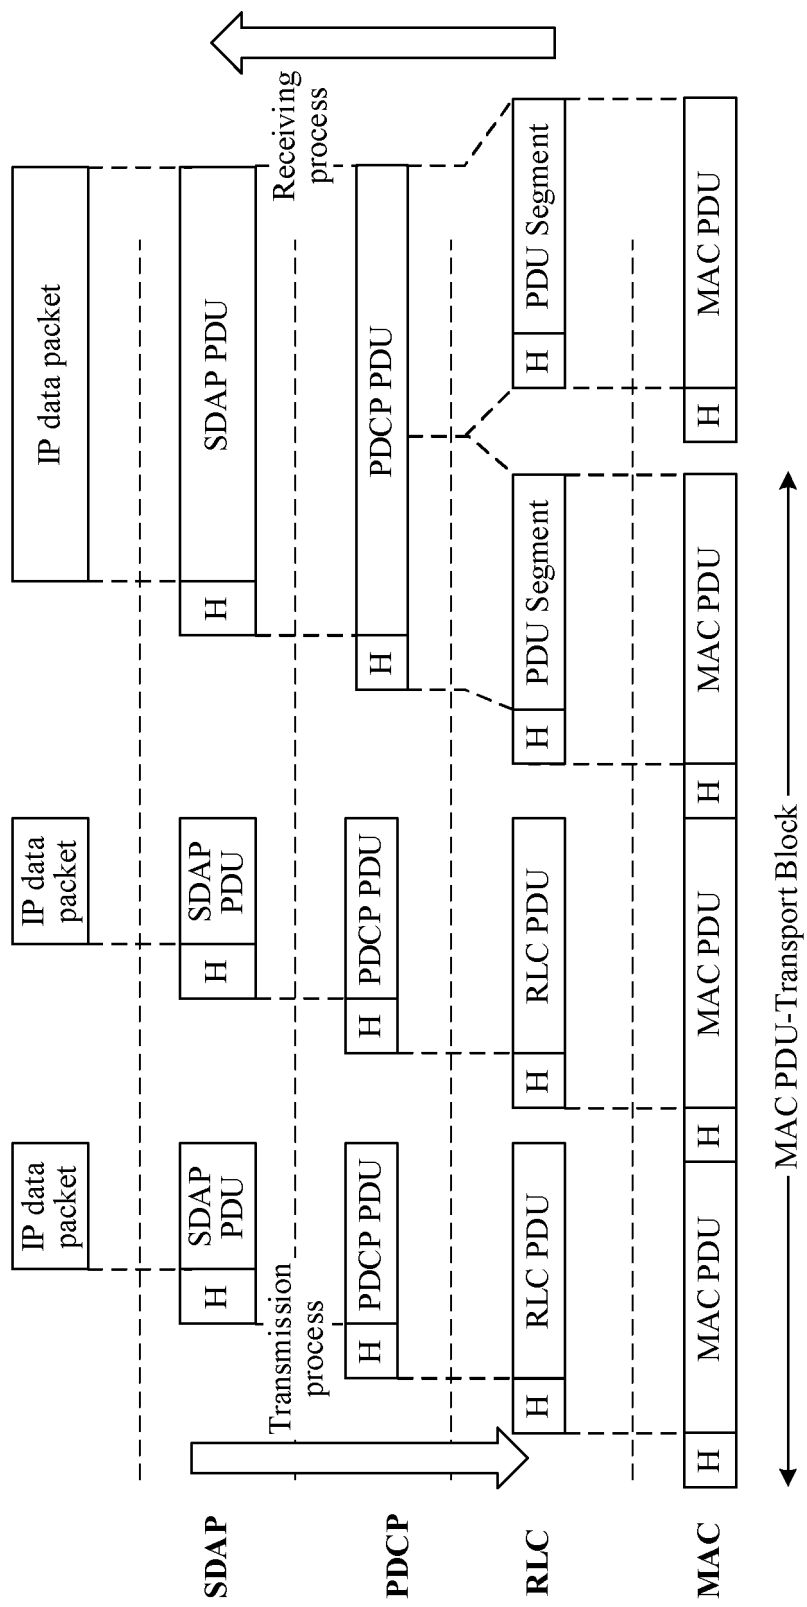 Transmission
process
Receiving
process
IP data
packet
IP data
packet
IP data packet
SDAP
H
SDAP
PDU
H
SDAP
PDU
H
SDAP PDU
PDCP
H
PDCP PDU
H
PDCP PDU
H
PDCP PDU
RLC
H
RLC PDU
H
RLC PDU
H
PDU Segment
H
PDU Segment
MAC
H
MAC PDU
H
MAC PDU
H
MAC PDU
H
MAC PDU
MAC PDU-Transport Block